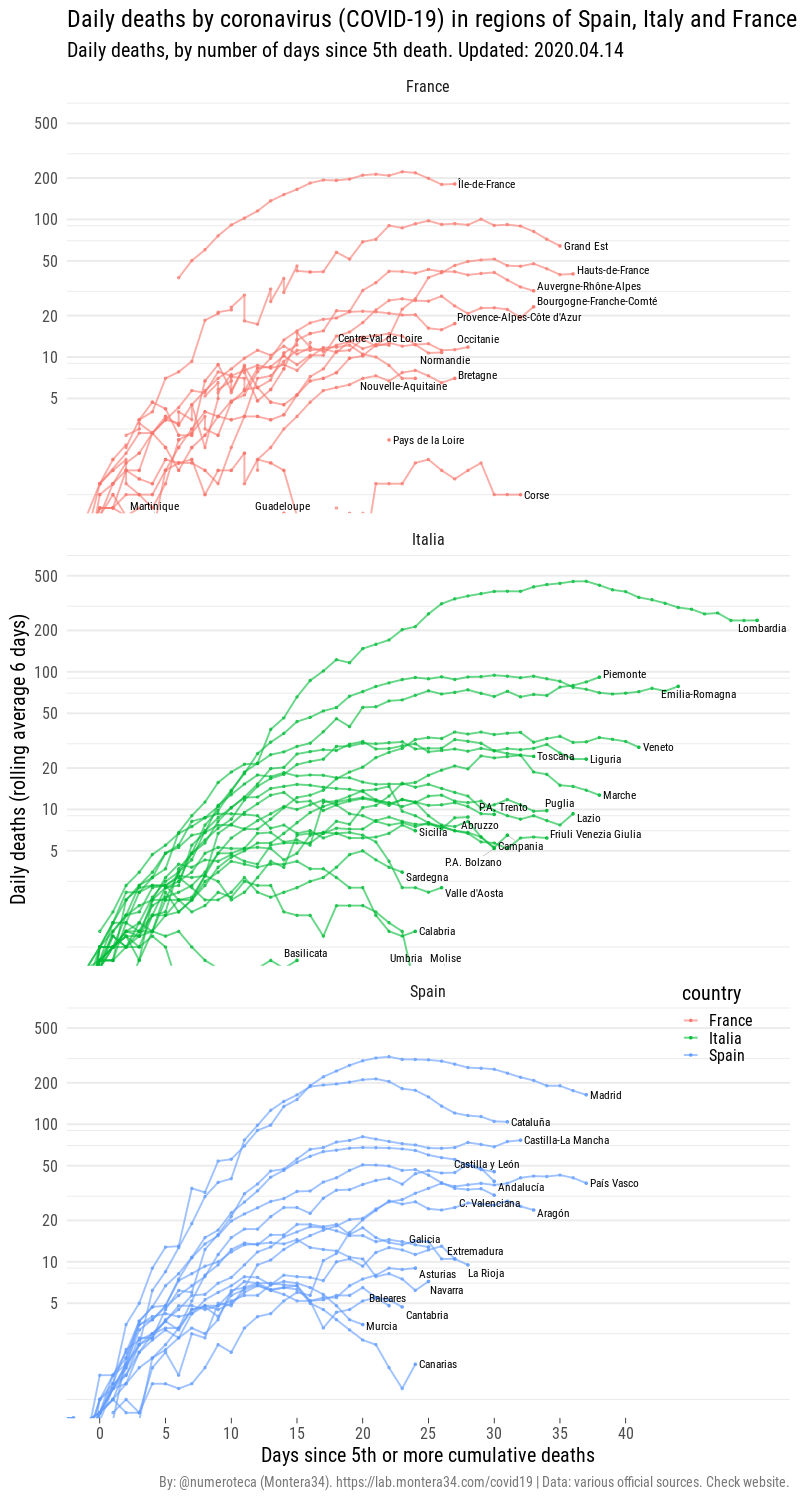 Daily deaths by coronavirus (COVID-19) in regions of Spain, Italy and France
Daily deaths, by number of days since 5th death. Updated: 2020.04.14
France
500
200
100
50
20
10
5
Île-de-France
Grand Est
Hauts-de-France
Auvergne-Rhône-Alpes
Bourgogne-Franche-Comté
Provence-Alpes-Côte d'Azur
Centre-Val de Loire
Occitanie
Normandie
Bretagne
Nouvelle-Aquitaine
Pays de la Loire
Corse
Martinique
Guadeloupe
Italia
500
200
100
50
20
10
5
Lombardia
Piemonte
Emilia-Romagna
Veneto
Toscana
Liguria
Marche
P.A. Trento
Puglia
Lazio
Abruzzo
Sicilia
Friuli Venezia Giulia
Campania
P.A. Bolzano
Sardegna
Valle d'Aosta
Calabria
Basilicata
Umbria
Molise
Daily deaths (rolling average 6 days)
Spain
country
France
Italia
Spain
500
200
100
50
20
10
5
Madrid
Cataluña
Castilla-La Mancha
Castilla y León
País Vasco
Andalucía
C. Valenciana
Aragón
Galicia
Extremadura
La Rioja
Asturias
Navarra
Baleares
Cantabria
Murcia
Canarias
0 5 10 15 20 25 30 35 40
Days since 5th or more cumulative deaths
By: @numeroteca (Montera34). https://lab.montera34.com/covid19 | Data: various official sources. Check website.